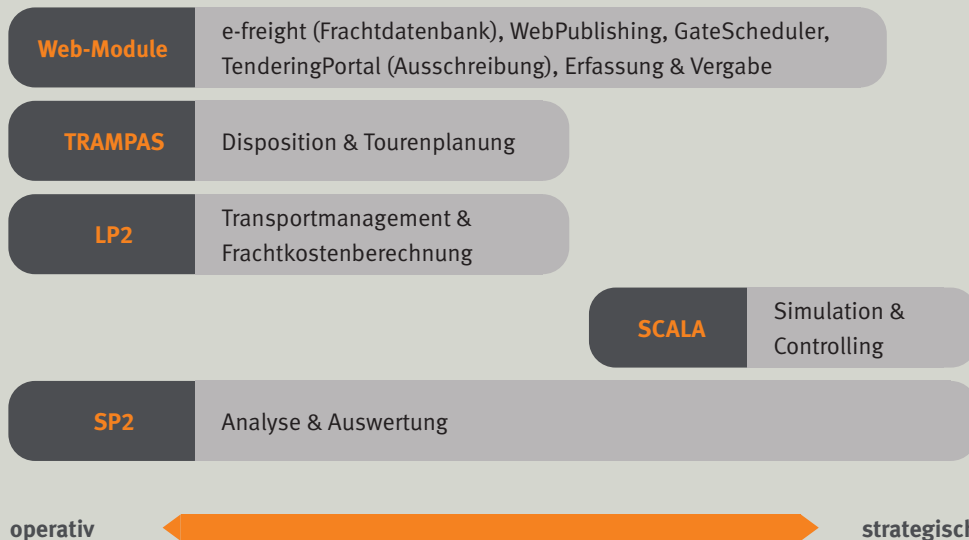 Web-Module
e-freight (Frachtdatenbank), WebPublishing, GateScheduler,
TenderingPortal (Ausschreibung), Erfassung & Vergabe
TRAMPAS
Disposition & Tourenplanung
LP2
Transportmanagement &
Frachtkostenberechnung
SCALA
Simulation &
Controlling
SP2
Analyse & Auswertung
operativ
strategisch